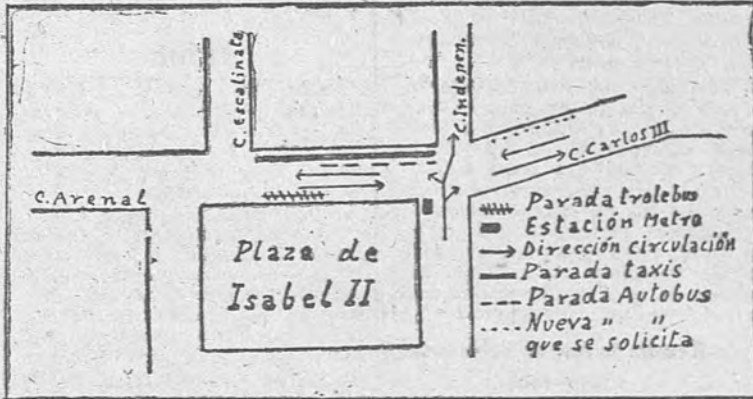 C. Escalinata
C. Indepen.
C. Carlos III
C. Arenal
Plaza de
Isabel II
Parada trolebus
Estación Metro
Dirección circulación
Parada taxis
Parada Autobus
Nueva " "
que se solicita